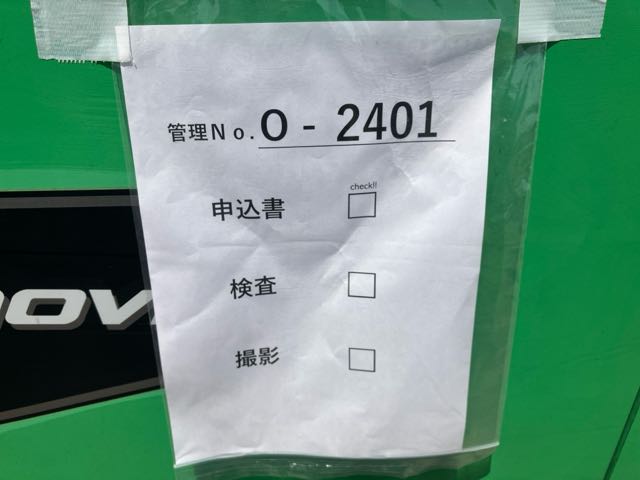 管理No. O - 2401
check!!
申込書 □
検査 □
撮影 □